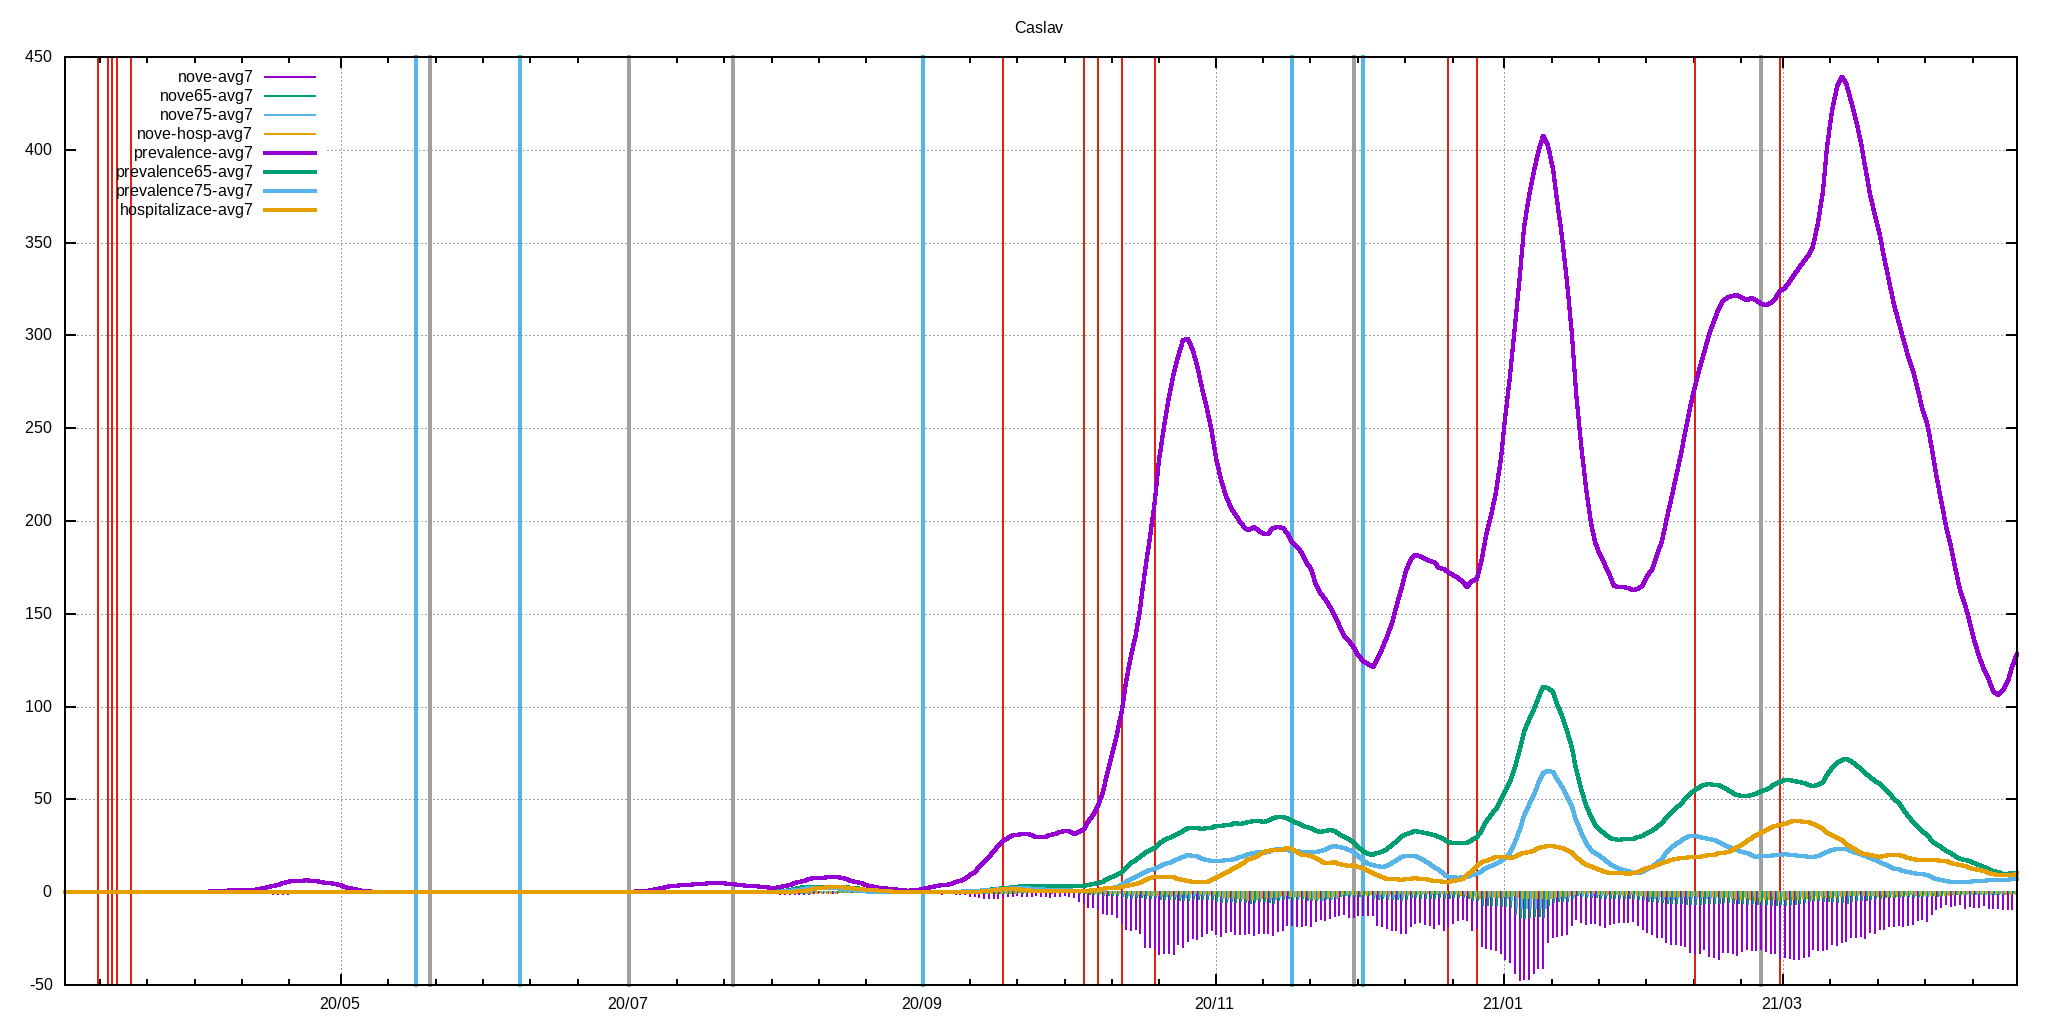 Caslav
450
400
350
300
250
200
150
100
50
0
-50
nove-avg7
nove65-avg7
nove75-avg7
nove-hosp-avg7
prevalence-avg7
prevalence65-avg7
prevalence75-avg7
hospitalizace-avg7
20/05 20/07 20/09 20/11 21/01 21/03